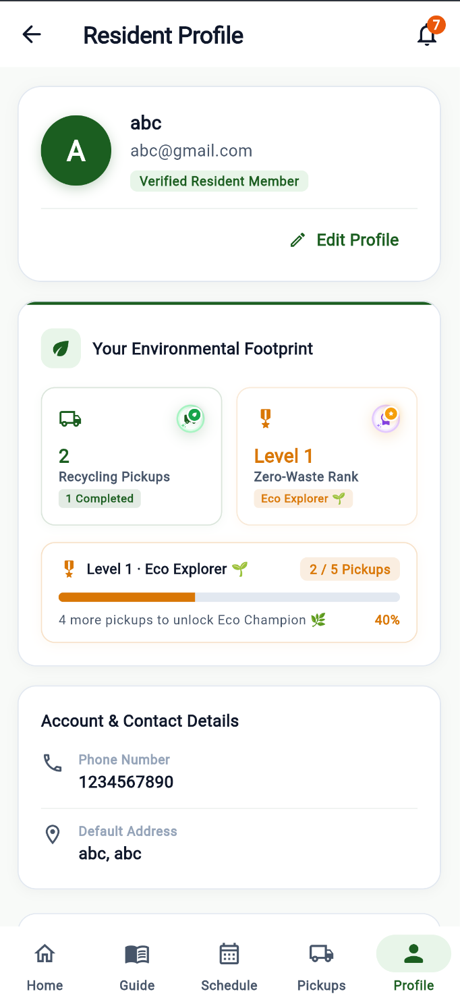 Resident Profile
7
A
abc
abc@gmail.com
Verified Resident Member
Edit Profile
Your Environmental Footprint
2
Recycling Pickups
1 Completed
Level 1
Zero-Waste Rank
Eco Explorer 🌱
Level 1 · Eco Explorer 🌱
2 / 5 Pickups
4 more pickups to unlock Eco Champion 🌿
40%
Account & Contact Details
Phone Number
1234567890
Default Address
abc, abc
Home
Guide
Schedule
Pickups
Profile